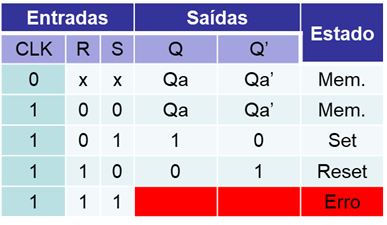 Entradas Saídas Estado
CLK R S Q Q’
0 x x Qa Qa’ Mem.
1 0 0 Qa Qa’ Mem.
1 0 1 1 0 Set
1 1 0 0 1 Reset
1 1 1 Erro